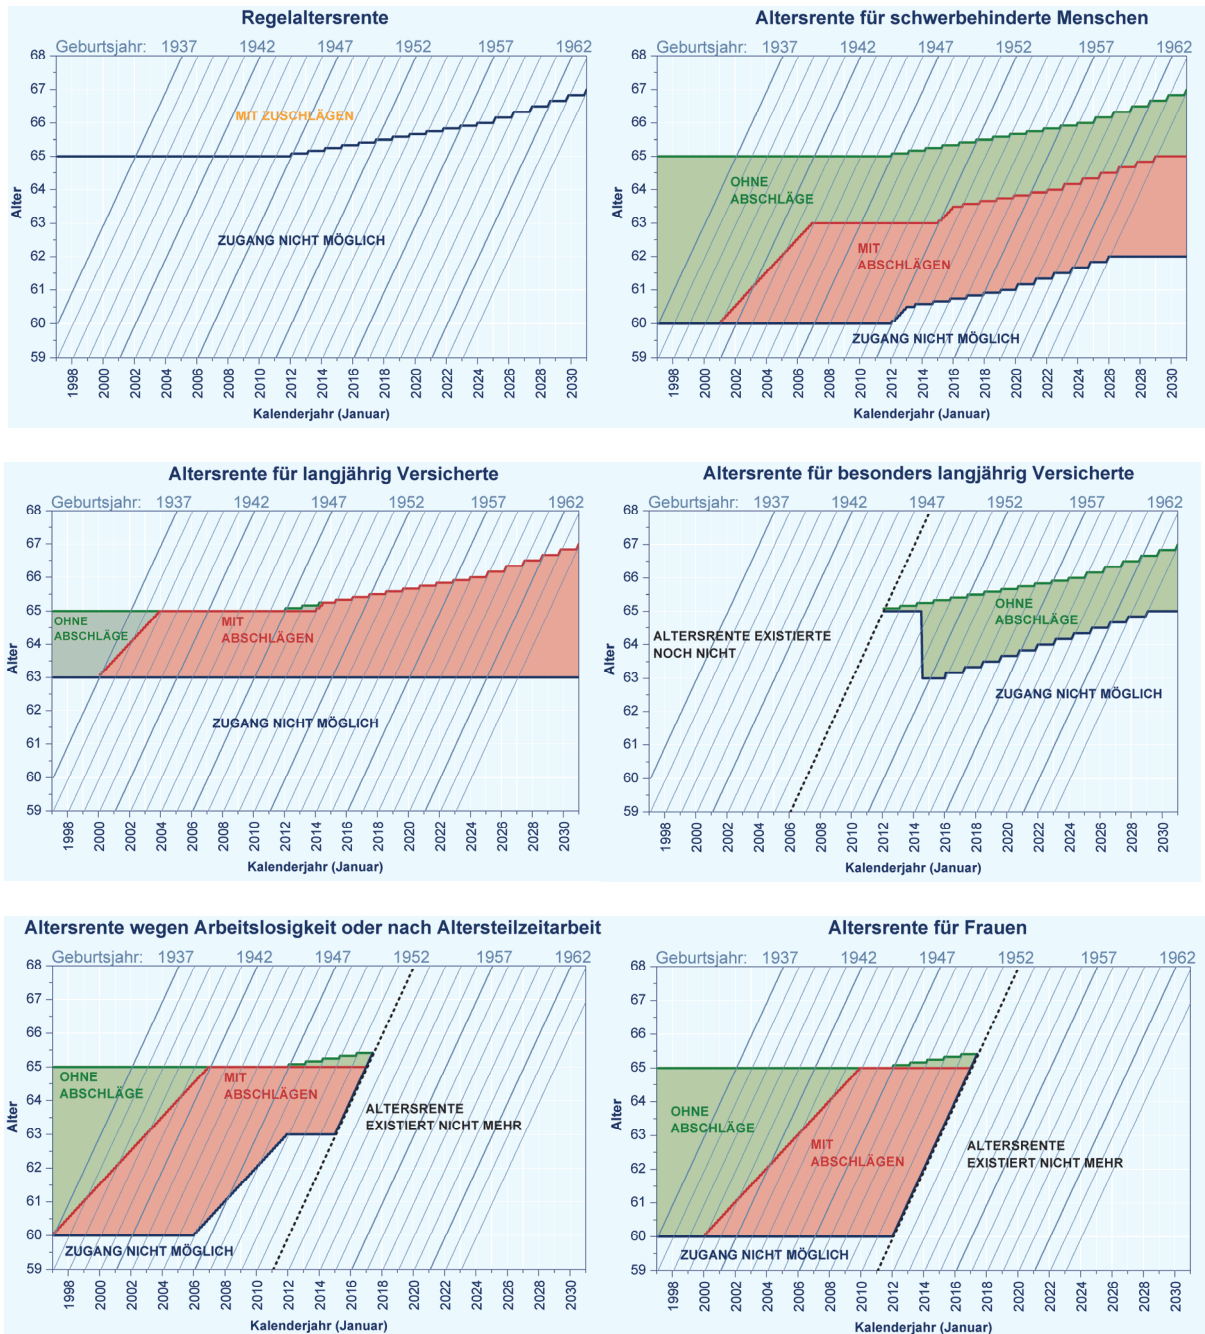 Regelaltersrente
Geburtsjahr: 1937 1942 1947 1952 1957 1962
68
67
66
65
64
63
62
61
60
59
Alter
MIT ZUSCHLÄGEN
ZUGANG NICHT MÖGLICH
1998 2000 2002 2004 2006 2008 2010 2012 2014 2016 2018 2020 2022 2024 2026 2028 2030
Kalenderjahr (Januar)
Altersrente für schwerbehinderte Menschen
Geburtsjahr: 1937 1942 1947 1952 1957 1962
68
67
66
65
64
63
62
61
60
59
Alter
OHNE
ABSCHLÄGE
MIT
ABSCHLÄGEN
ZUGANG NICHT MÖGLICH
1998 2000 2002 2004 2006 2008 2010 2012 2014 2016 2018 2020 2022 2024 2026 2028 2030
Kalenderjahr (Januar)
Altersrente für langjährig Versicherte
Geburtsjahr: 1937 1942 1947 1952 1957 1962
68
67
66
65
64
63
62
61
60
59
Alter
OHNE
ABSCHLÄGE
MIT
ABSCHLÄGEN
ZUGANG NICHT MÖGLICH
1998 2000 2002 2004 2006 2008 2010 2012 2014 2016 2018 2020 2022 2024 2026 2028 2030
Kalenderjahr (Januar)
Altersrente für besonders langjährig Versicherte
Geburtsjahr: 1937 1942 1947 1952 1957 1962
68
67
66
65
64
63
62
61
60
59
Alter
OHNE
ABSCHLÄGE
ALTERSRENTE EXISTIERTE
NOCH NICHT
ZUGANG NICHT MÖGLICH
1998 2000 2002 2004 2006 2008 2010 2012 2014 2016 2018 2020 2022 2024 2026 2028 2030
Kalenderjahr (Januar)
Altersrente wegen Arbeitslosigkeit oder nach Altersteilzeitarbeit
Geburtsjahr: 1937 1942 1947 1952 1957 1962
68
67
66
65
64
63
62
61
60
59
Alter
OHNE
ABSCHLÄGE
MIT
ABSCHLÄGEN
ALTERSRENTE
EXISTIERT NICHT MEHR
ZUGANG NICHT MÖGLICH
1998 2000 2002 2004 2006 2008 2010 2012 2014 2016 2018 2020 2022 2024 2026 2028 2030
Kalenderjahr (Januar)
Altersrente für Frauen
Geburtsjahr: 1937 1942 1947 1952 1957 1962
68
67
66
65
64
63
62
61
60
59
Alter
OHNE
ABSCHLÄGE
MIT
ABSCHLÄGEN
ALTERSRENTE
EXISTIERT NICHT MEHR
ZUGANG NICHT MÖGLICH
1998 2000 2002 2004 2006 2008 2010 2012 2014 2016 2018 2020 2022 2024 2026 2028 2030
Kalenderjahr (Januar)